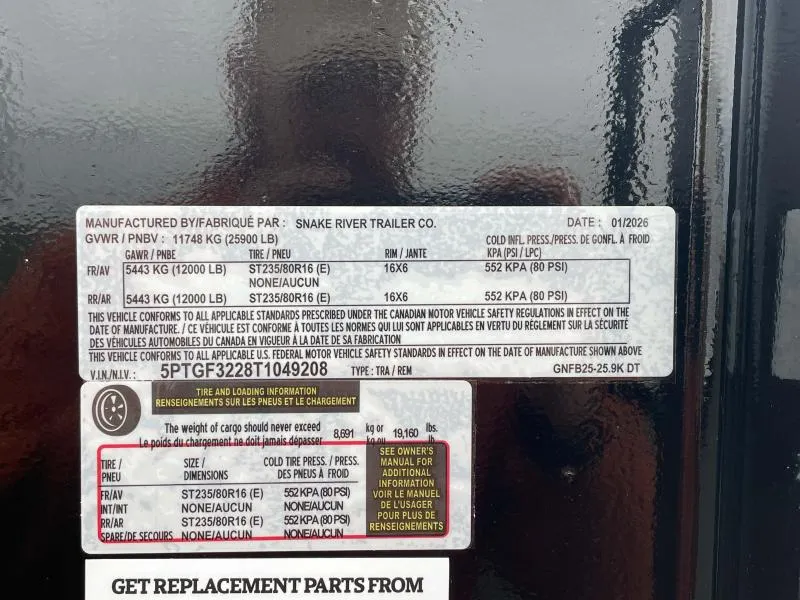 MANUFACTURED BY/FABRIQUÉ PAR : SNAKE RIVER TRAILER CO. DATE : 01/2026
GVWR / PNBV : 11748 KG (25900 LB) COLD INFL. PRESS./PRESS. DE GONFL. À FROID
GAWR / PNBE TIRE / PNEU RIM / JANTE KPA (PSI / LPC)
FR/AV 5443 KG (12000 LB) ST235/80R16 (E) 16X6 552 KPA (80 PSI)
NONE/AUCUN
RR/AR 5443 KG (12000 LB) ST235/80R16 (E) 16X6 552 KPA (80 PSI)
THIS VEHICLE CONFORMS TO ALL APPLICABLE STANDARDS PRESCRIBED UNDER THE CANADIAN MOTOR VEHICLE SAFETY REGULATIONS IN EFFECT ON THE
DATE OF MANUFACTURE. / CE VÉHICULE EST CONFORME À TOUTES LES NORMES QUI LUI SONT APPLICABLES EN VERTU DU RÈGLEMENT SUR LA SÉCURITÉ
DES VÉHICULES AUTOMOBILES DU CANADA EN VIGUEUR À LA DATE DE SA FABRICATION
THIS VEHICLE CONFORMS TO ALL APPLICABLE U.S. FEDERAL MOTOR VEHICLE SAFETY STANDARDS IN EFFECT ON THE DATE OF MANUFACTURE SHOWN ABOVE
V.I.N./N.I.V.: 5PTGF3228T1049208 TYPE : TRA / REM GNFB25-25.9K DT
TIRE AND LOADING INFORMATION
RENSEIGNEMENTS SUR LES PNEUS ET LE CHARGEMENT
The weight of cargo should never exceed 8,691 kg or 19,160 lbs.
Le poids du chargement ne doit jamais dépasser kg ou lb
TIRE / SIZE / COLD TIRE PRESS. / PRESS.
PNEU DIMENSIONS DES PNEUS À FROID
FR/AV ST235/80R16 (E) 552 KPA (80 PSI)
INT/INT NONE/AUCUN NONE/AUCUN
RR/AR ST235/80R16 (E) 552 KPA (80 PSI)
SPARE/DE SECOURS NONE/AUCUN NONE/AUCUN
SEE OWNER'S
MANUAL FOR
ADDITIONAL
INFORMATION
VOIR LE MANUEL
DE L'USAGER
POUR PLUS DE
RENSEIGNEMENTS
GET REPLACEMENT PARTS FROM